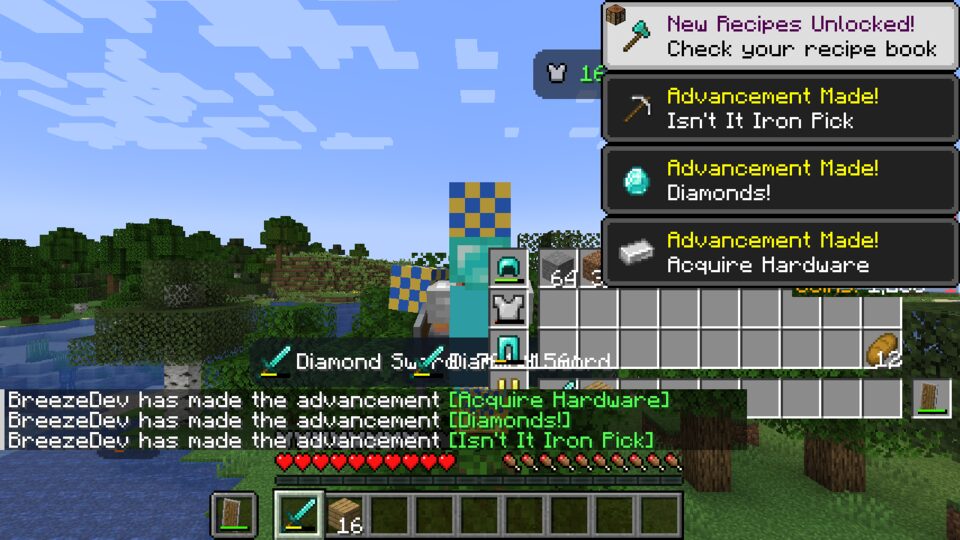 New Recipes Unlocked!
Check your recipe book
16
Advancement Made!
Isn't It Iron Pick
Advancement Made!
Diamonds!
Advancement Made!
Acquire Hardware
64
12
Diamond
BreezeDev has made the advancement [Acquire Hardware]
BreezeDev has made the advancement [Diamonds!]
BreezeDev has made the advancement [Isn't It Iron Pick]
16